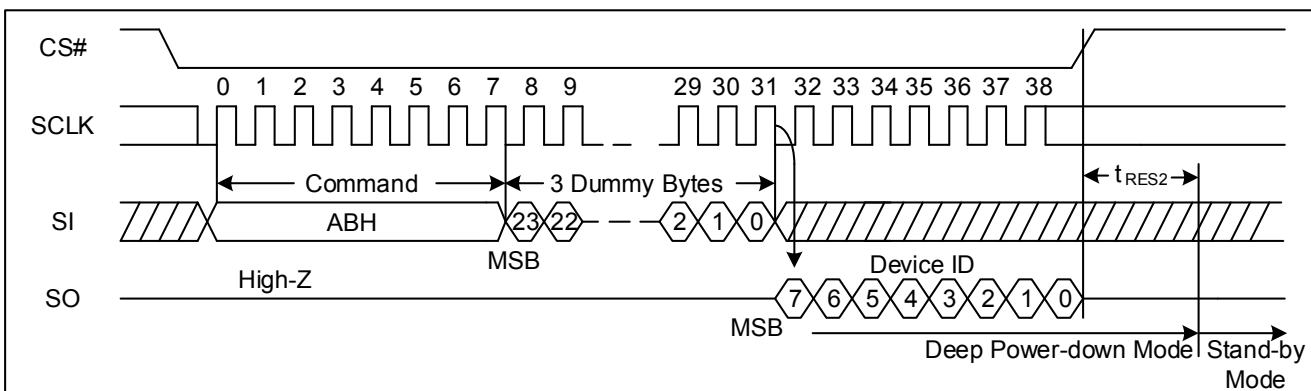 CS#
0 1 2 3 4 5 6 7 8 9 29 30 31 32 33 34 35 36 37 38
SCLK
Command 3 Dummy Bytes tRES2
SI ABH 23 22 2 1 0
MSB
High-Z Device ID
SO 7 6 5 4 3 2 1 0
MSB
Deep Power-down Mode Stand-by
Mode